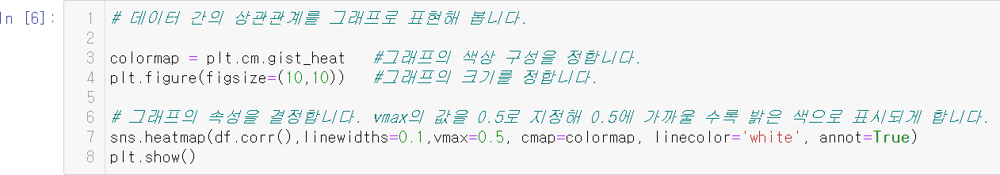 In [6]:
1 # 데이터 간의 상관관계를 그래프로 표현해 봅니다.
2
3 colormap = plt.cm.gist_heat   #그래프의 색상 구성을 정합니다.
4 plt.figure(figsize=(10,10))   #그래프의 크기를 정합니다.
5
6 # 그래프의 속성을 결정합니다. vmax의 값을 0.5로 지정해 0.5에 가까울 수록 밝은 색으로 표시되게 합니다.
7 sns.heatmap(df.corr(),linewidths=0.1,vmax=0.5, cmap=colormap, linecolor='white', annot=True)
8 plt.show()